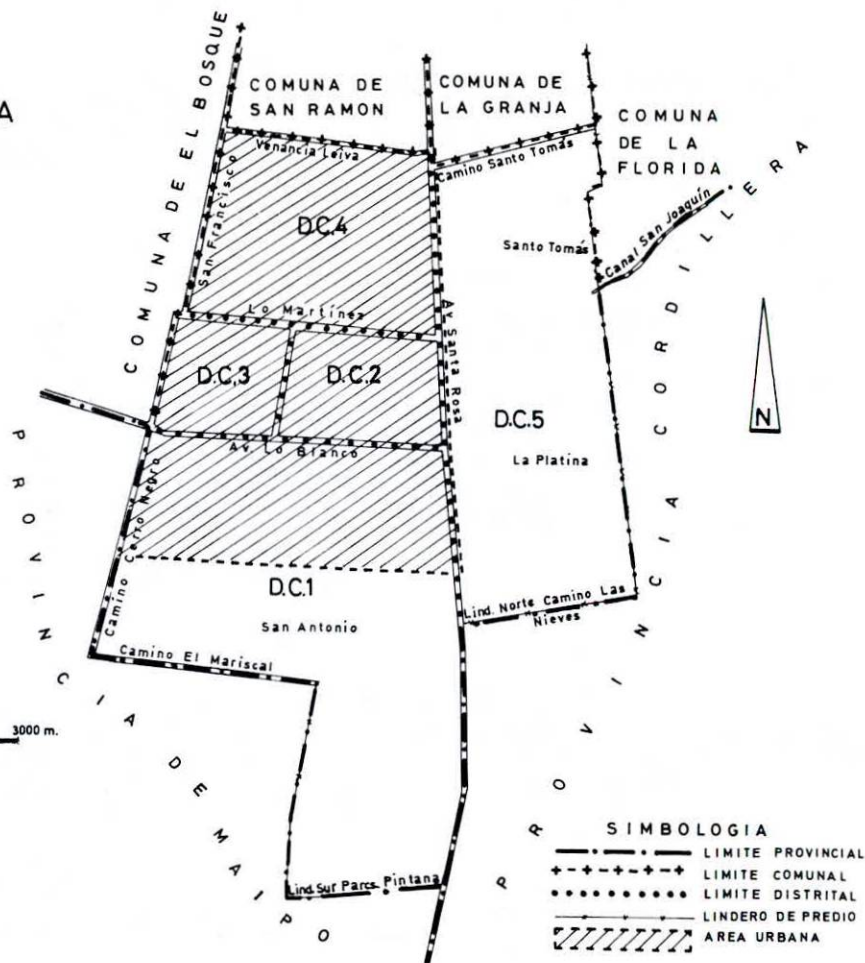 A
COMUNA DE EL BOSQUE
COMUNA DE
SAN RAMON
COMUNA DE
LA GRANJA
COMUNA
DE LA
FLORIDA
Venancia Leiva
Camino Santo Tomás
San Francisco
D.C.4
Santo Tomás
Canal San Joaquín
Lo Martínez
Av. Santa Rosa
D.C.3
D.C.2
D.C.5
N
Av. Lo Blanco
La Platina
Camino Cerro Negro
D.C.1
San Antonio
Lind. Norte Camino Las
Nieves
Camino El Mariscal
PROVINCIA DE MAIPO
PROVINCIA CORDILLERA
3000 m.
Lind. Sur Parcs. Pintana
SIMBOLOGIA
LIMITE PROVINCIAL
LIMITE COMUNAL
LIMITE DISTRITAL
LINDERO DE PREDIO
AREA URBANA